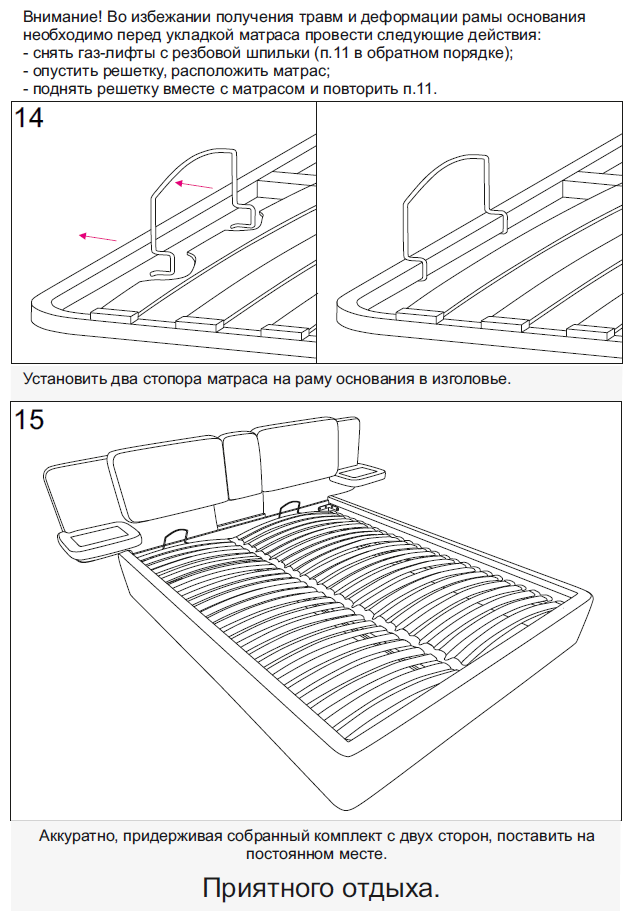 Внимание! Во избежании получения травм и деформации рамы основания
необходимо перед укладкой матраса провести следующие действия:
- снять газ-лифты с резбовой шпильки (п.11 в обратном порядке);
- опустить решетку, расположить матрас;
- поднять решетку вместе с матрасом и повторить п.11.
14
Установить два стопора матраса на раму основания в изголовье.
15
Аккуратно, придерживая собранный комплект с двух сторон, поставить на
постоянном месте.
Приятного отдыха.